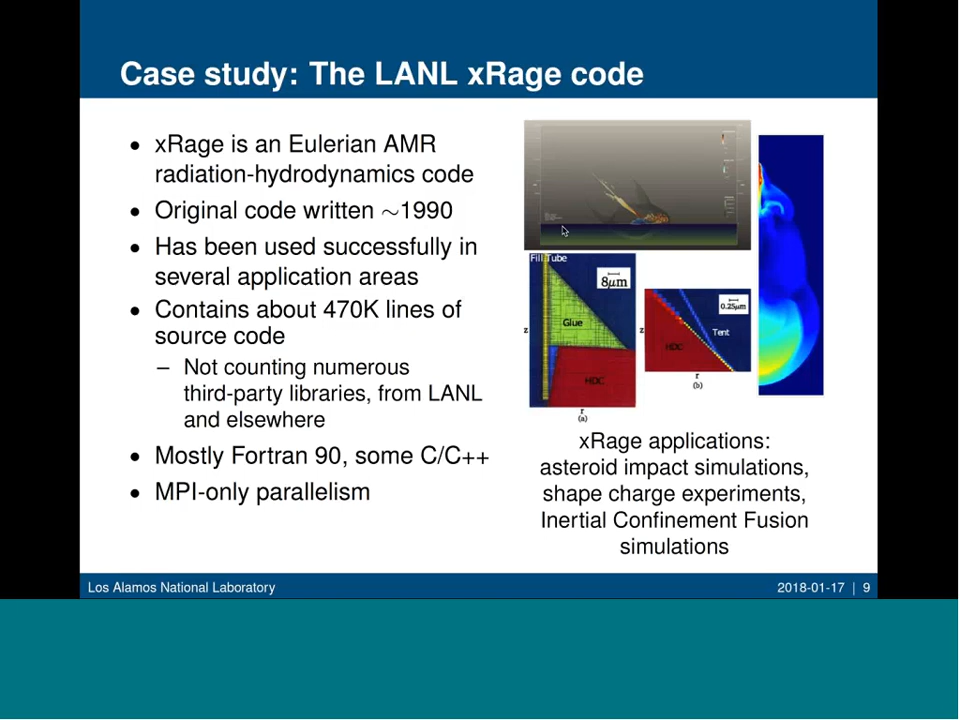 Case study: The LANL xRage code
• xRage is an Eulerian AMR
radiation-hydrodynamics code
• Original code written ∼1990
• Has been used successfully in
several application areas
• Contains about 470K lines of
source code
– Not counting numerous
third-party libraries, from LANL
and elsewhere
• Mostly Fortran 90, some C/C++
• MPI-only parallelism
Fill Tube
8μm
Glue
HDC
z
r
(a)
0.25μm
Tent
HDC
z
r
(b)
xRage applications:
asteroid impact simulations,
shape charge experiments,
Inertial Confinement Fusion
simulations
Los Alamos National Laboratory
2018-01-17 | 9